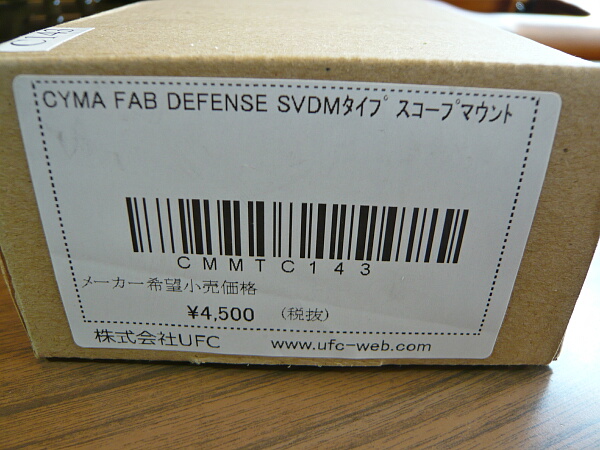 C143
CYMA FAB DEFENSE SVDMﾀｲﾌﾟ ｽｺｰﾌﾟﾏｳﾝﾄ
CMMTC143
メーカー希望小売価格
¥4,500 (税抜)
株式会社UFC www.ufc-web.com